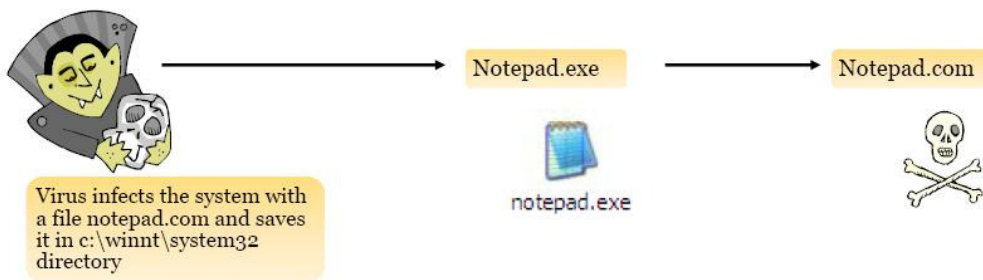 Notepad.exe
Notepad.com
notepad.exe
Virus infects the system with
a file notepad.com and saves
it in c:\winnt\system32
directory